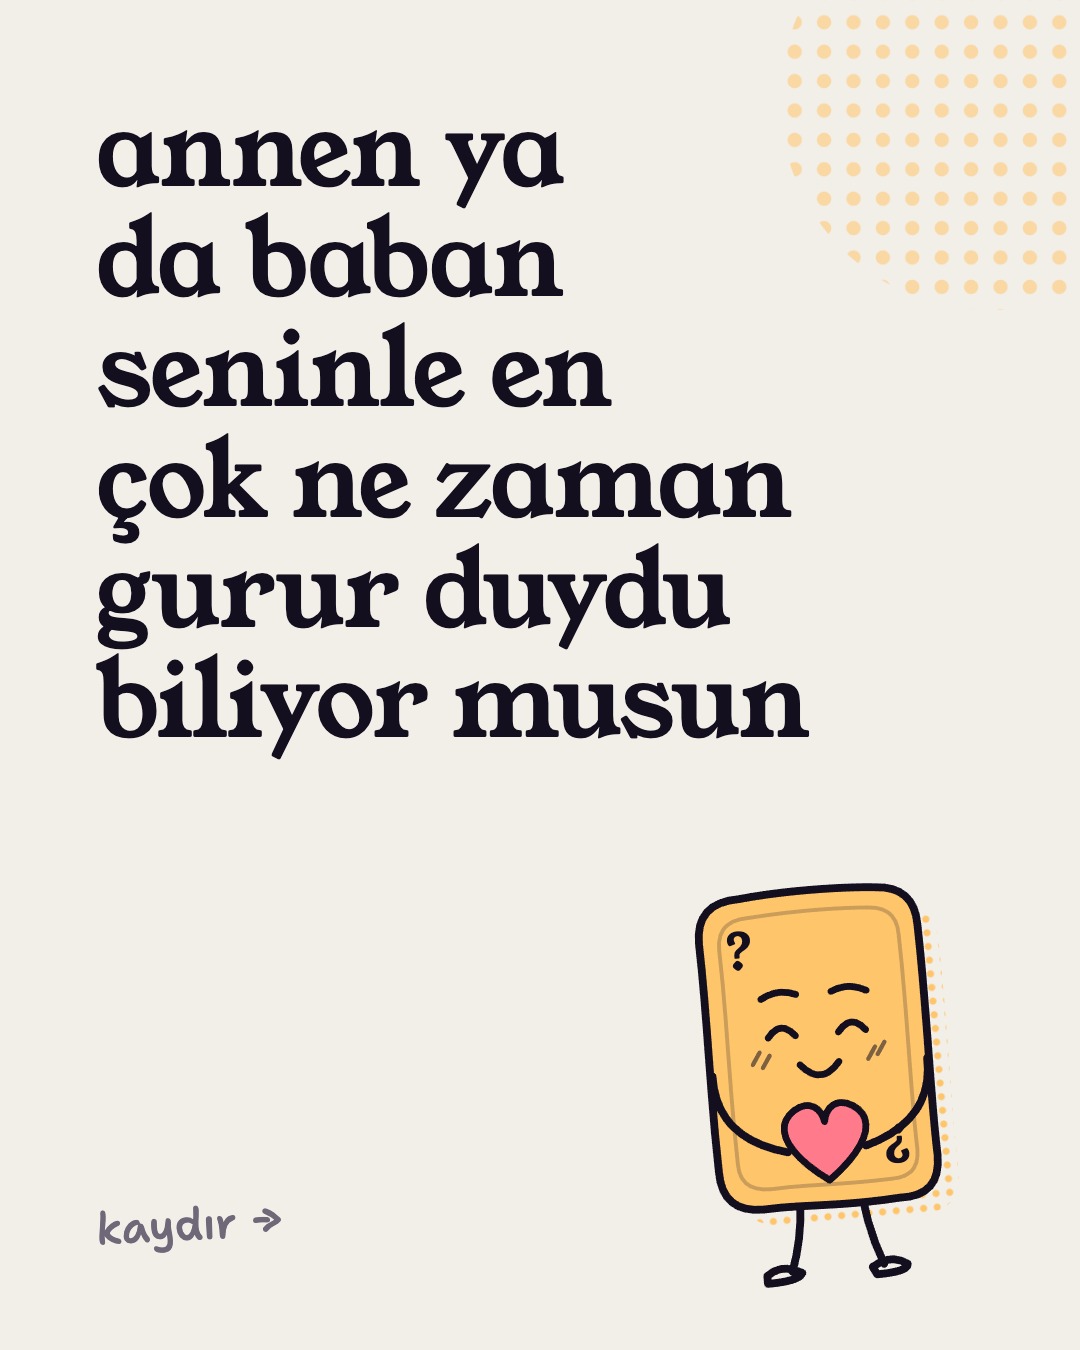 annen ya
da baban
seninle en
çok ne zaman
gurur duydu
biliyor musun
?
?
kaydır →